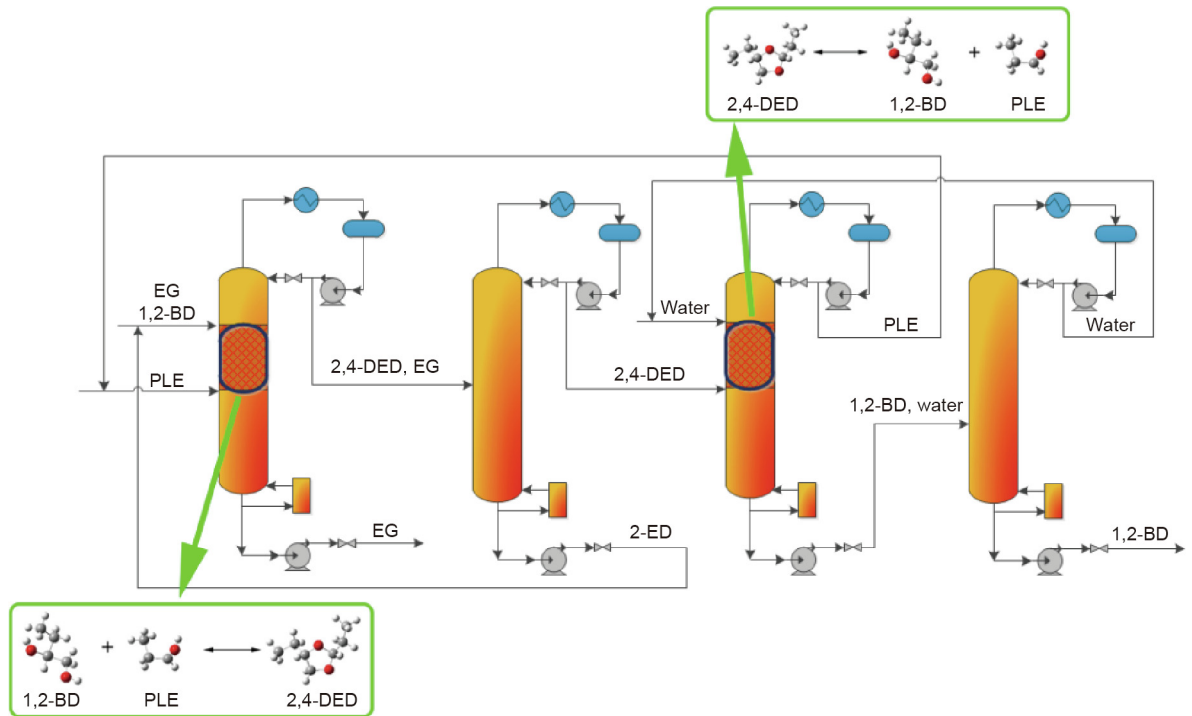 2,4-DED
1,2-BD
+
PLE
EG
1,2-BD
PLE
2,4-DED, EG
2,4-DED
Water
PLE
Water
1,2-BD, water
EG
2-ED
1,2-BD
1,2-BD
+
PLE
2,4-DED